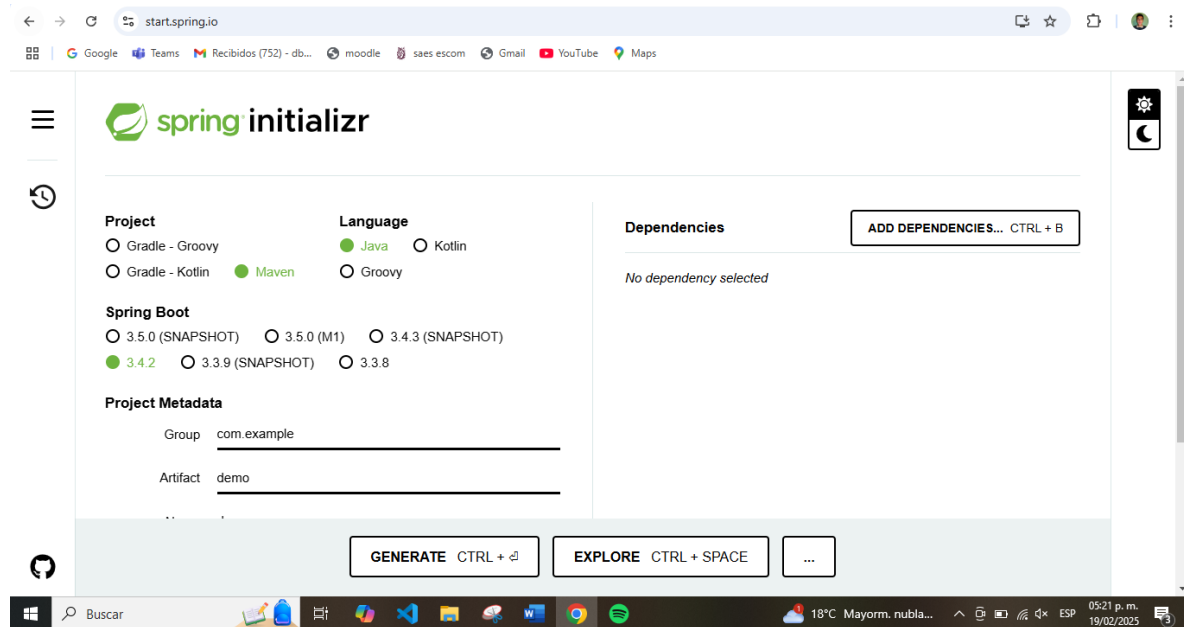 start.spring.io
Google Teams Recibidos (752) - db... moodle saes escom Gmail YouTube Maps
spring initializr
Project
Gradle - Groovy
Gradle - Kotlin Maven
Language
Java Kotlin
Groovy
Spring Boot
3.5.0 (SNAPSHOT) 3.5.0 (M1) 3.4.3 (SNAPSHOT)
3.4.2 3.3.9 (SNAPSHOT) 3.3.8
Project Metadata
Group com.example
Artifact demo
Dependencies ADD DEPENDENCIES... CTRL + B
No dependency selected
GENERATE CTRL + ⏎ EXPLORE CTRL + SPACE ...
Buscar 18°C Mayorm. nubla... ESP 05:21 p. m.
19/02/2025 3